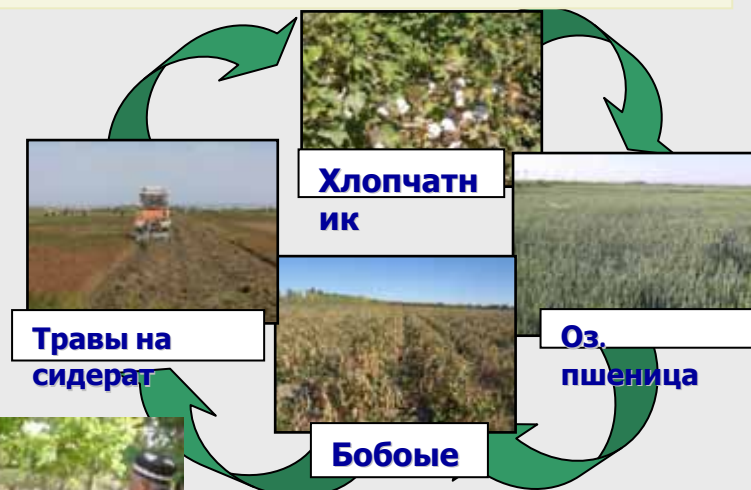 Хлопчатн
ик
Оз.
пшеница
Бобоые
Травы на
сидерат